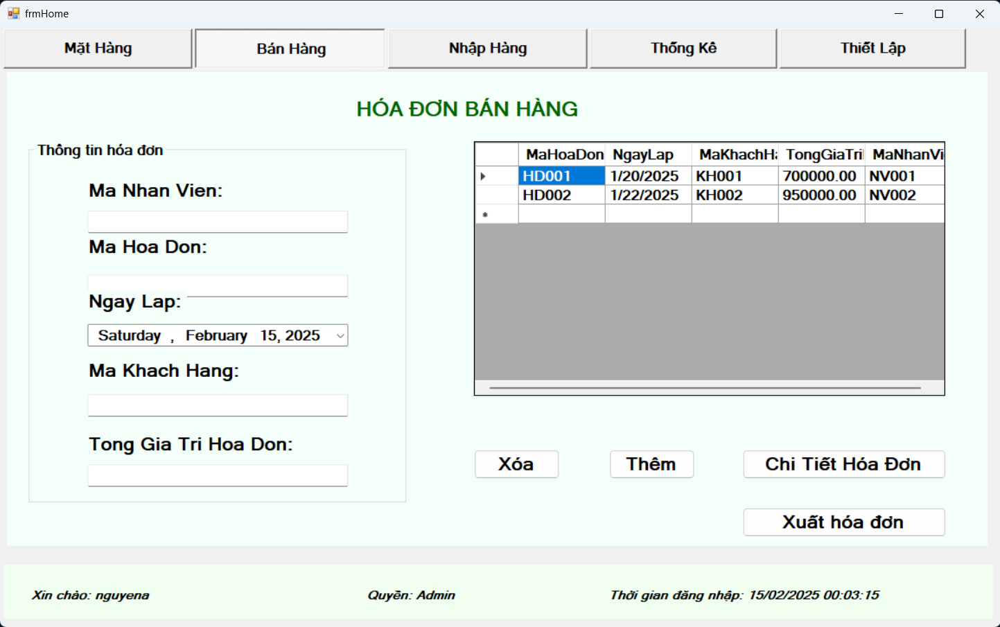 frmHome
Mặt Hàng Bán Hàng Nhập Hàng Thống Kê Thiết Lập
HÓA ĐƠN BÁN HÀNG
Thông tin hóa đơn
Ma Nhan Vien:
Ma Hoa Don:
Ngay Lap:
Saturday , February 15, 2025
Ma Khach Hang:
Tong Gia Tri Hoa Don:
MaHoaDon NgayLap MaKhachHa TongGiaTri MaNhanVi
HD001 1/20/2025 KH001 700000.00 NV001
HD002 1/22/2025 KH002 950000.00 NV002
Xóa Thêm Chi Tiết Hóa Đơn
Xuất hóa đơn
Xin chào: nguyena Quyền: Admin Thời gian đăng nhập: 15/02/2025 00:03:15